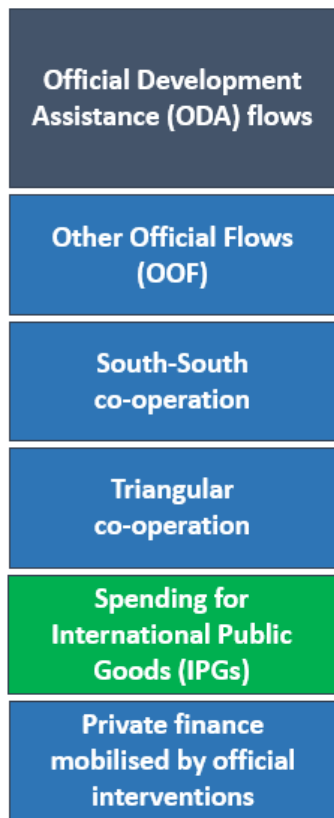 Official Development
Assistance (ODA) flows
Other Official Flows
(OOF)
South-South
co-operation
Triangular
co-operation
Spending for
International Public
Goods (IPGs)
Private finance
mobilised by official
interventions